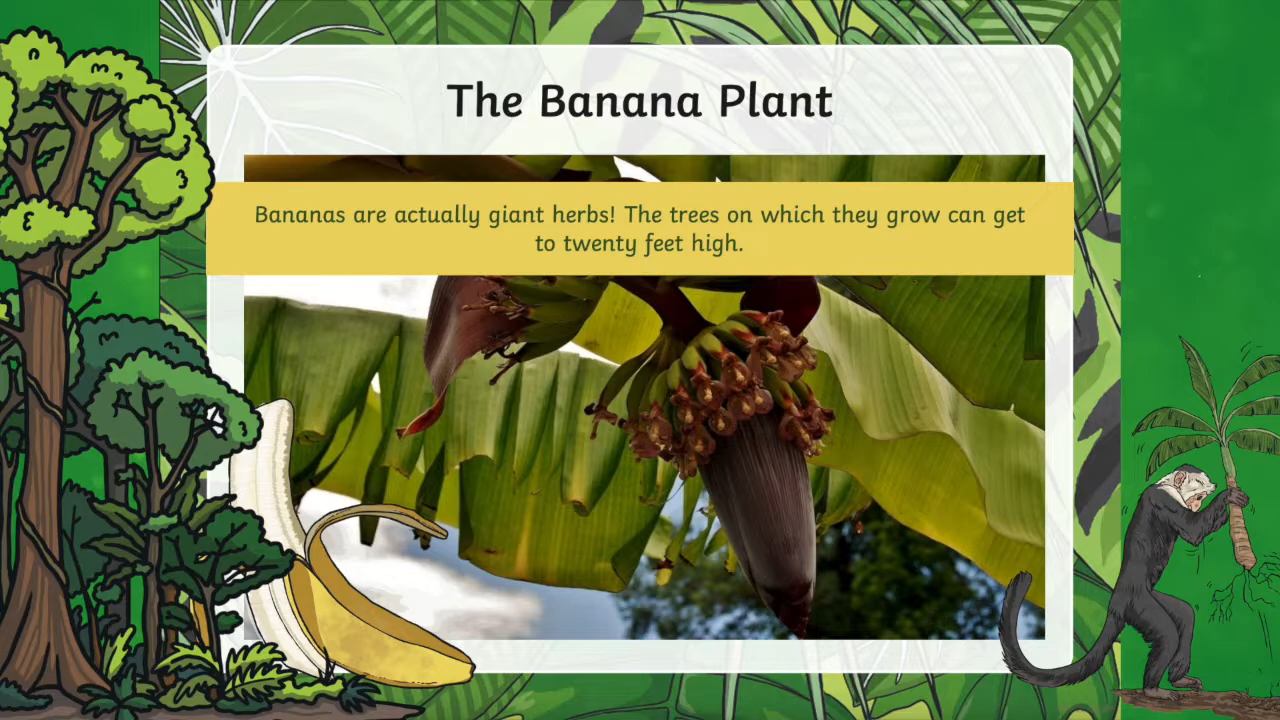 The Banana Plant
Bananas are actually giant herbs! The trees on which they grow can get
to twenty feet high.